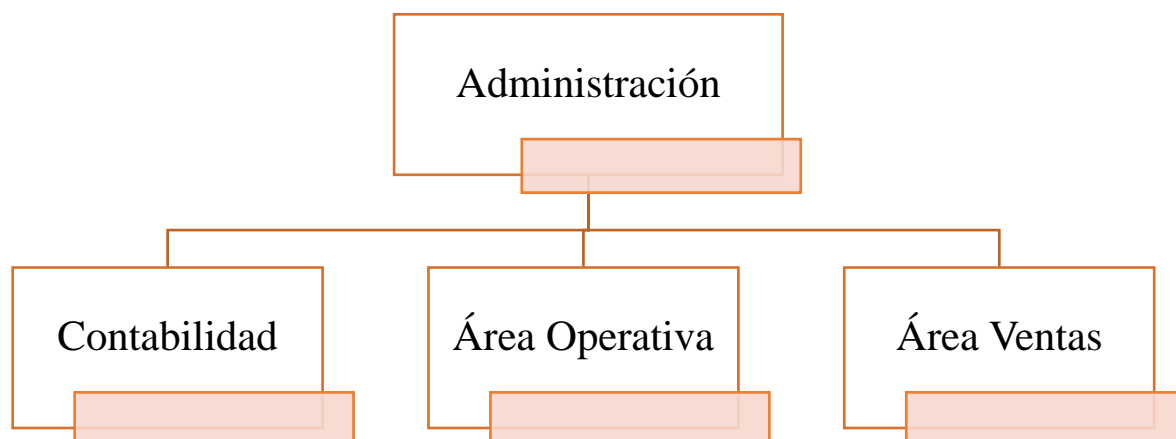 Administración
Contabilidad
Área Operativa
Área Ventas